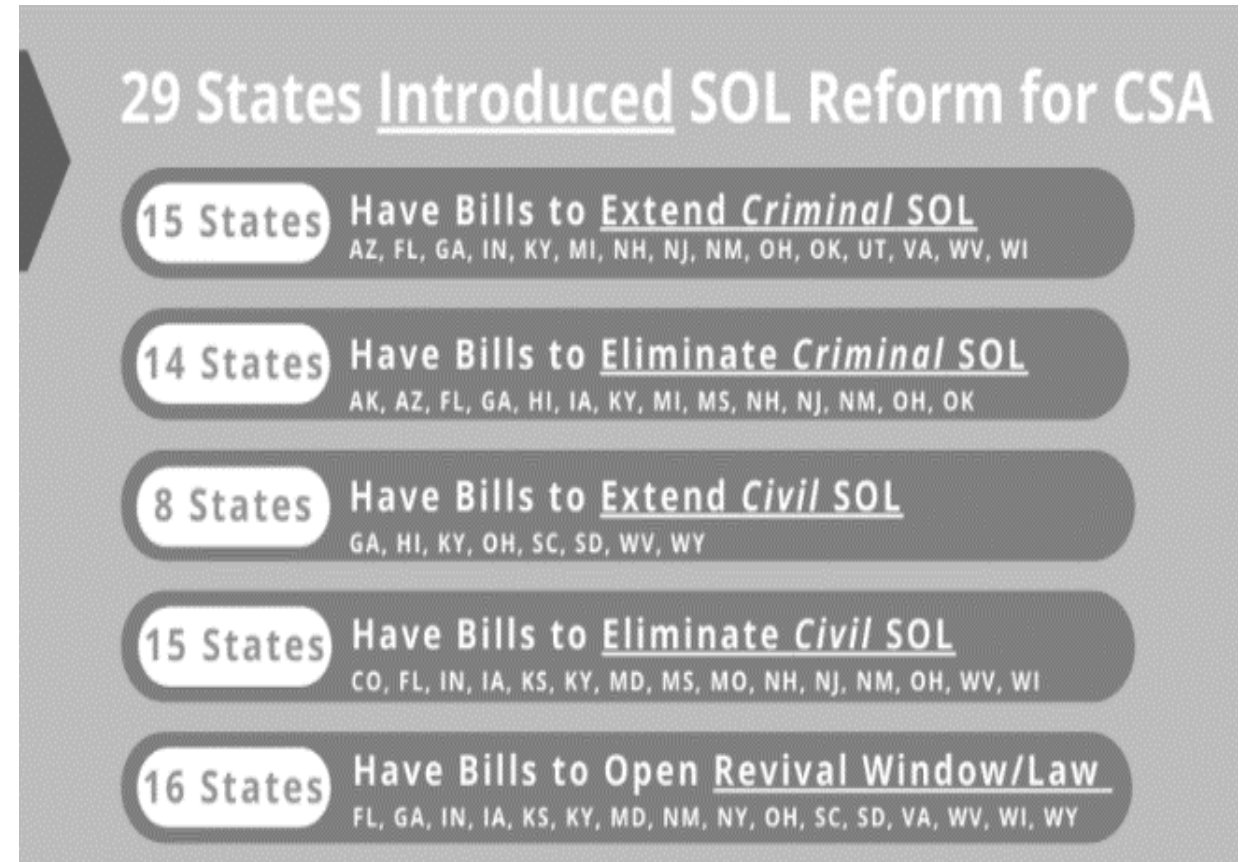 29 States Introduced SOL Reform for CSA
15 States
Have Bills to Extend Criminal SOL
AZ, FL, GA, IN, KY, MI, NH, NJ, NM, OH, OK, UT, VA, WV, WI
14 States
Have Bills to Eliminate Criminal SOL
AK, AZ, FL, GA, HI, IA, KY, MI, MS, NH, NJ, NM, OH, OK
8 States
Have Bills to Extend Civil SOL
GA, HI, KY, OH, SC, SD, WV, WY
15 States
Have Bills to Eliminate Civil SOL
CO, FL, IN, IA, KS, KY, MD, MS, MO, NH, NJ, NM, OH, WV, WI
16 States
Have Bills to Open Revival Window/Law
FL, GA, IN, IA, KS, KY, MD, NM, NY, OH, SC, SD, VA, WV, WI, WY